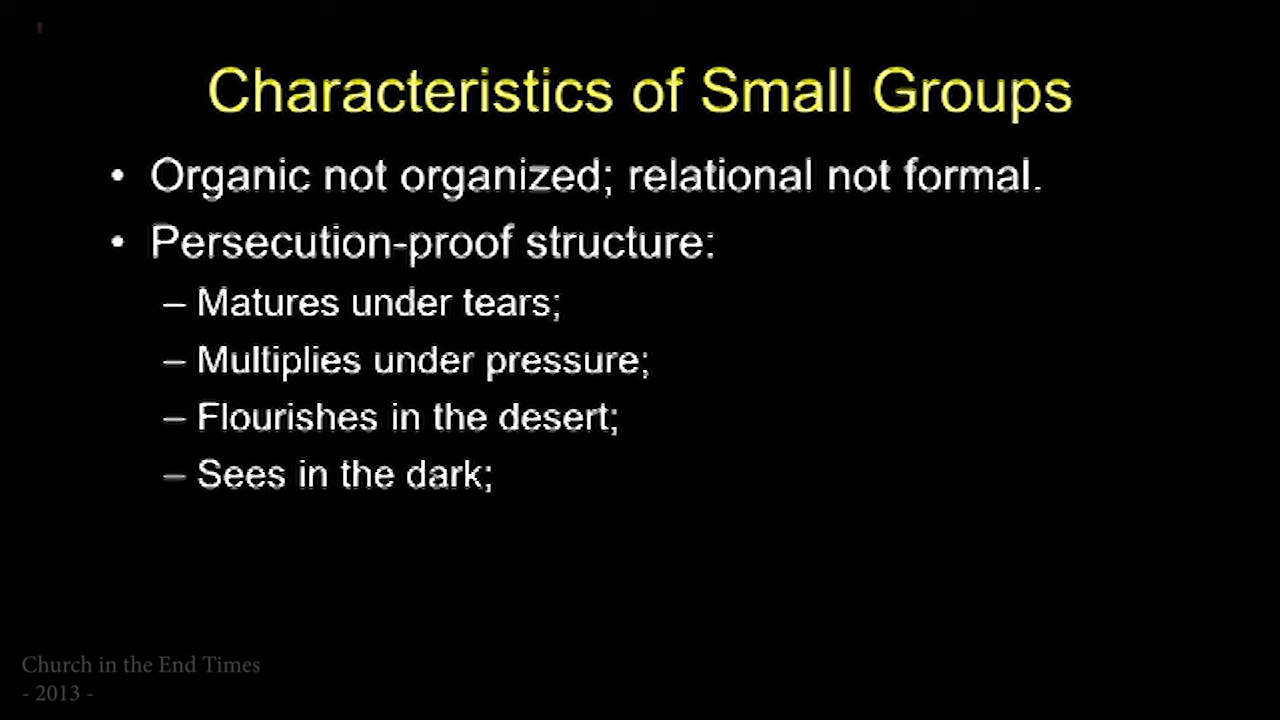 Characteristics of Small Groups
• Organic not organized; relational not formal.
• Persecution-proof structure:
– Matures under tears;
– Multiplies under pressure;
– Flourishes in the desert;
– Sees in the dark;
Church in the End Times
- 2013 -